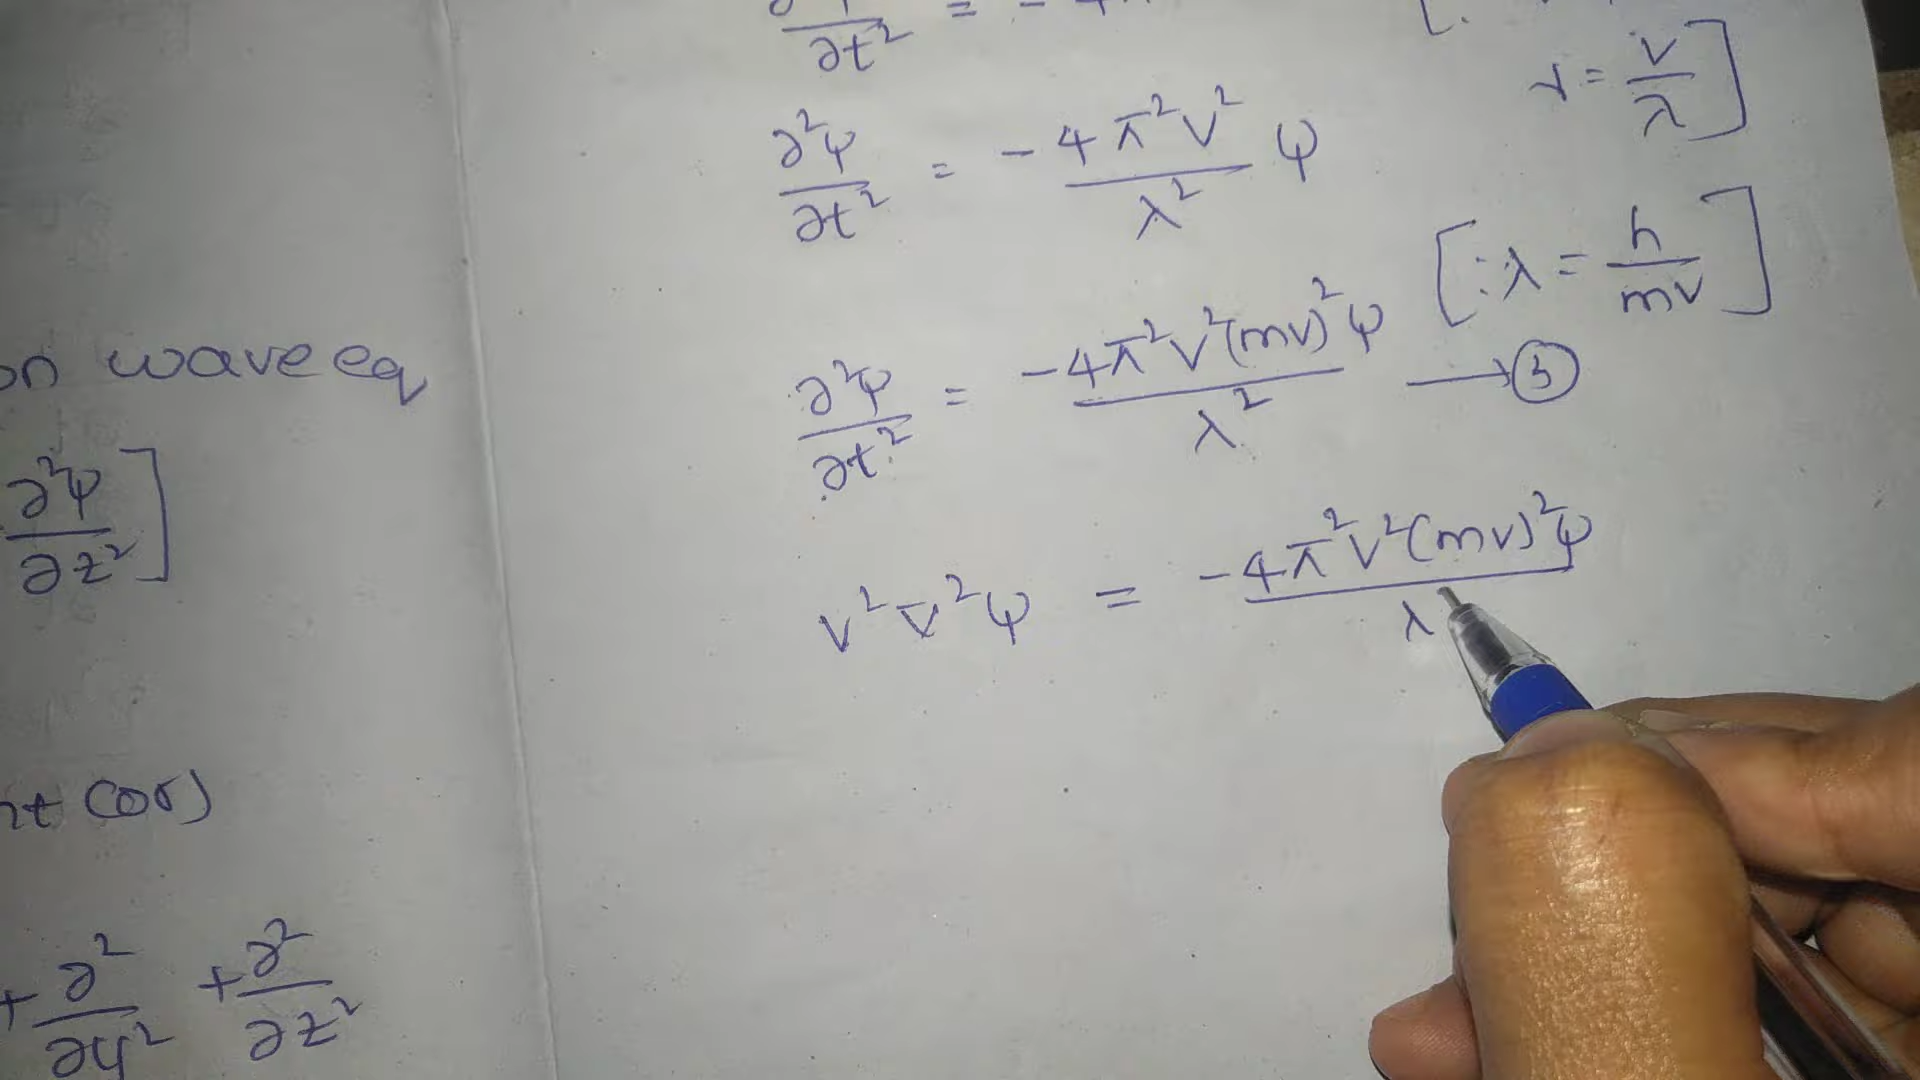 on wave eq
∂²ψ/∂z² ]
nt (or)
+ ∂²/∂y² + ∂²/∂z²
∂t² = -
ν = v/λ ]
∂²ψ/∂t² = -4π²v²/λ² ψ
[∵ λ = h/mv]
∂²ψ/∂t² = -4π²v²(mv)²ψ/λ² → ③
v²∇²ψ = -4π²v²(mv)²ψ/λ